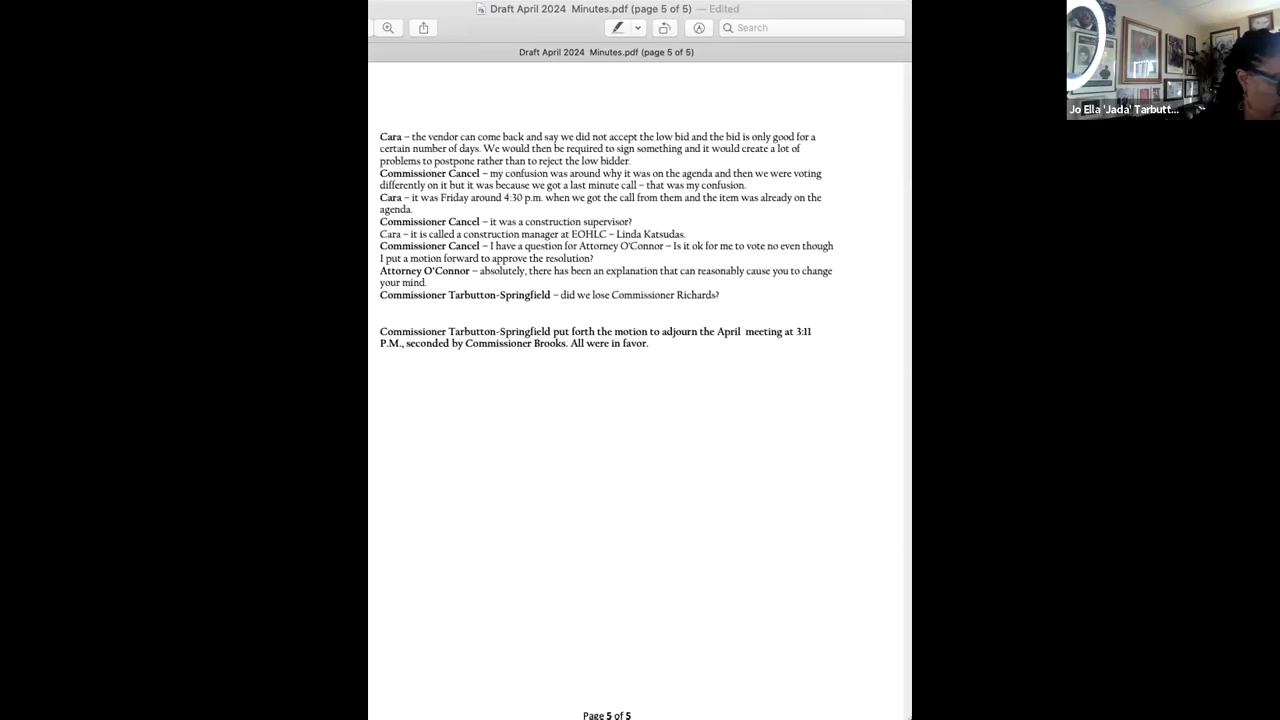 Draft April 2024 Minutes.pdf (page 5 of 5) — Edited
Search
Draft April 2024 Minutes.pdf (page 5 of 5)
Jo Ella 'Jada' Tarbutt...
Cara – the vendor can come back and say we did not accept the low bid and the bid is only good for a
certain number of days. We would then be required to sign something and it would create a lot of
problems to postpone rather than to reject the low bidder.
Commissioner Cancel – my confusion was around why it was on the agenda and then we were voting
differently on it but it was because we got a last minute call – that was my confusion.
Cara – it was Friday around 4:30 p.m. when we got the call from them and the item was already on the
agenda.
Commissioner Cancel – it was a construction supervisor?
Cara – it is called a construction manager at EOHLC – Linda Katsudas.
Commissioner Cancel – I have a question for Attorney O'Connor – Is it ok for me to vote no even though
I put a motion forward to approve the resolution?
Attorney O'Connor – absolutely, there has been an explanation that can reasonably cause you to change
your mind.
Commissioner Tarbutton-Springfield – did we lose Commissioner Richards?
Commissioner Tarbutton-Springfield put forth the motion to adjourn the April meeting at 3:11
P.M., seconded by Commissioner Brooks. All were in favor.
Page 5 of 5